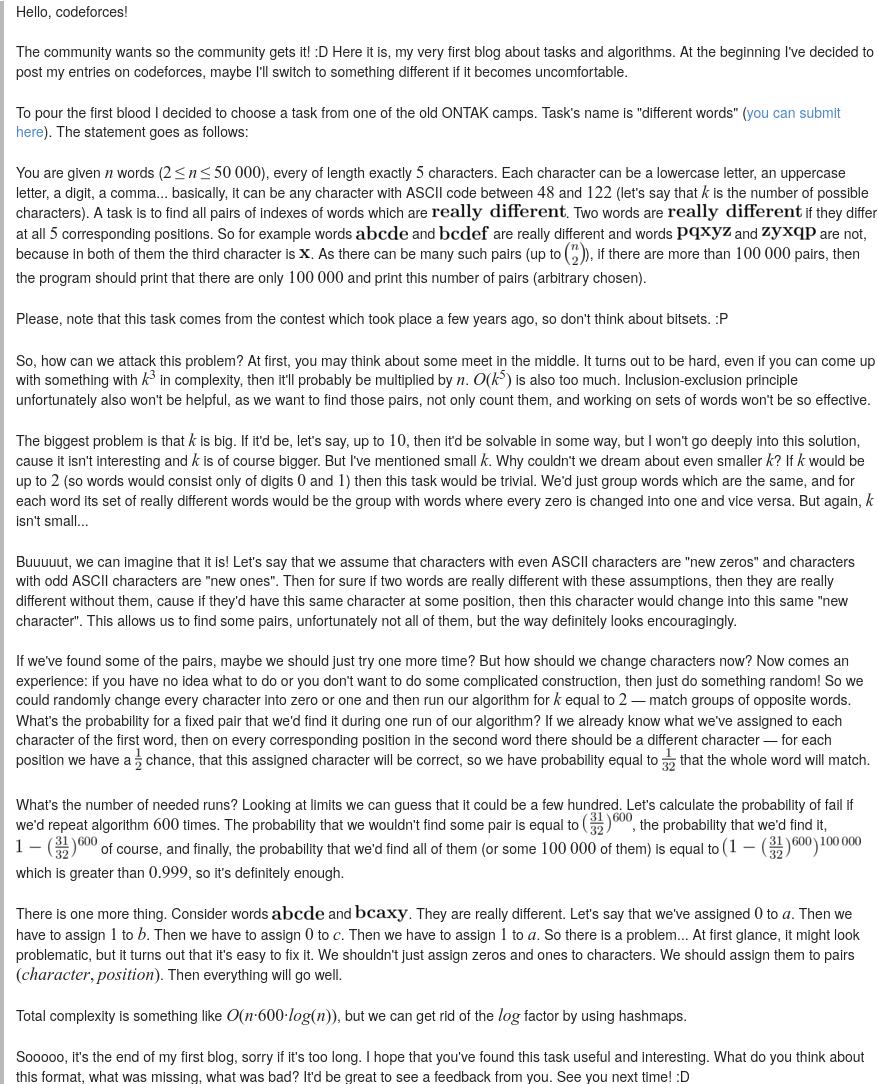 Hello, codeforces!
The community wants so the community gets it! :D Here it is, my very first blog about tasks and algorithms. At the beginning I've decided to
post my entries on codeforces, maybe I'll switch to something different if it becomes uncomfortable.
To pour the first blood I decided to choose a task from one of the old ONTAK camps. Task's name is "different words" (you can submit
here). The statement goes as follows:
You are given n words (2 ≤ n ≤ 50 000), every of length exactly 5 characters. Each character can be a lowercase letter, an uppercase
letter, a digit, a comma... basically, it can be any character with ASCII code between 48 and 122 (let's say that k is the number of possible
characters). A task is to find all pairs of indexes of words which are really different. Two words are really different if they differ
at all 5 corresponding positions. So for example words abcde and bcdef are really different and words pqxyz and zyxqp are not,
because in both of them the third character is x. As there can be many such pairs (up to (n 2)), if there are more than 100 000 pairs, then
the program should print that there are only 100 000 and print this number of pairs (arbitrary chosen).
Please, note that this task comes from the contest which took place a few years ago, so don't think about bitsets. :P
So, how can we attack this problem? At first, you may think about some meet in the middle. It turns out to be hard, even if you can come up
with something with k³ in complexity, then it'll probably be multiplied by n. O(k⁵) is also too much. Inclusion-exclusion principle
unfortunately also won't be helpful, as we want to find those pairs, not only count them, and working on sets of words won't be so effective.
The biggest problem is that k is big. If it'd be, let's say, up to 10, then it'd be solvable in some way, but I won't go deeply into this solution,
cause it isn't interesting and k is of course bigger. But I've mentioned small k. Why couldn't we dream about even smaller k? If k would be
up to 2 (so words would consist only of digits 0 and 1) then this task would be trivial. We'd just group words which are the same, and for
each word its set of really different words would be the group with words where every zero is changed into one and vice versa. But again, k
isn't small...
Buuuuut, we can imagine that it is! Let's say that we assume that characters with even ASCII characters are "new zeros" and characters
with odd ASCII characters are "new ones". Then for sure if two words are really different with these assumptions, then they are really
different without them, cause if they'd have this same character at some position, then this character would change into this same "new
character". This allows us to find some pairs, unfortunately not all of them, but the way definitely looks encouragingly.
If we've found some of the pairs, maybe we should just try one more time? But how should we change characters now? Now comes an
experience: if you have no idea what to do or you don't want to do some complicated construction, then just do something random! So we
could randomly change every character into zero or one and then run our algorithm for k equal to 2 — match groups of opposite words.
What's the probability for a fixed pair that we'd find it during one run of our algorithm? If we already know what we've assigned to each
character of the first word, then on every corresponding position in the second word there should be a different character — for each
position we have a 1/2 chance, that this assigned character will be correct, so we have probability equal to 1/32 that the whole word will match.
What's the number of needed runs? Looking at limits we can guess that it could be a few hundred. Let's calculate the probability of fail if
we'd repeat algorithm 600 times. The probability that we wouldn't find some pair is equal to (31/32)^600, the probability that we'd find it,
1 − (31/32)^600 of course, and finally, the probability that we'd find all of them (or some 100 000 of them) is equal to (1 − (31/32)^600)^100 000
which is greater than 0.999, so it's definitely enough.
There is one more thing. Consider words abcde and bcaxy. They are really different. Let's say that we've assigned 0 to a. Then we
have to assign 1 to b. Then we have to assign 0 to c. Then we have to assign 1 to a. So there is a problem... At first glance, it might look
problematic, but it turns out that it's easy to fix it. We shouldn't just assign zeros and ones to characters. We should assign them to pairs
(character, position). Then everything will go well.
Total complexity is something like O(n·600·log(n)), but we can get rid of the log factor by using hashmaps.
Sooooo, it's the end of my first blog, sorry if it's too long. I hope that you've found this task useful and interesting. What do you think about
this format, what was missing, what was bad? It'd be great to see a feedback from you. See you next time! :D